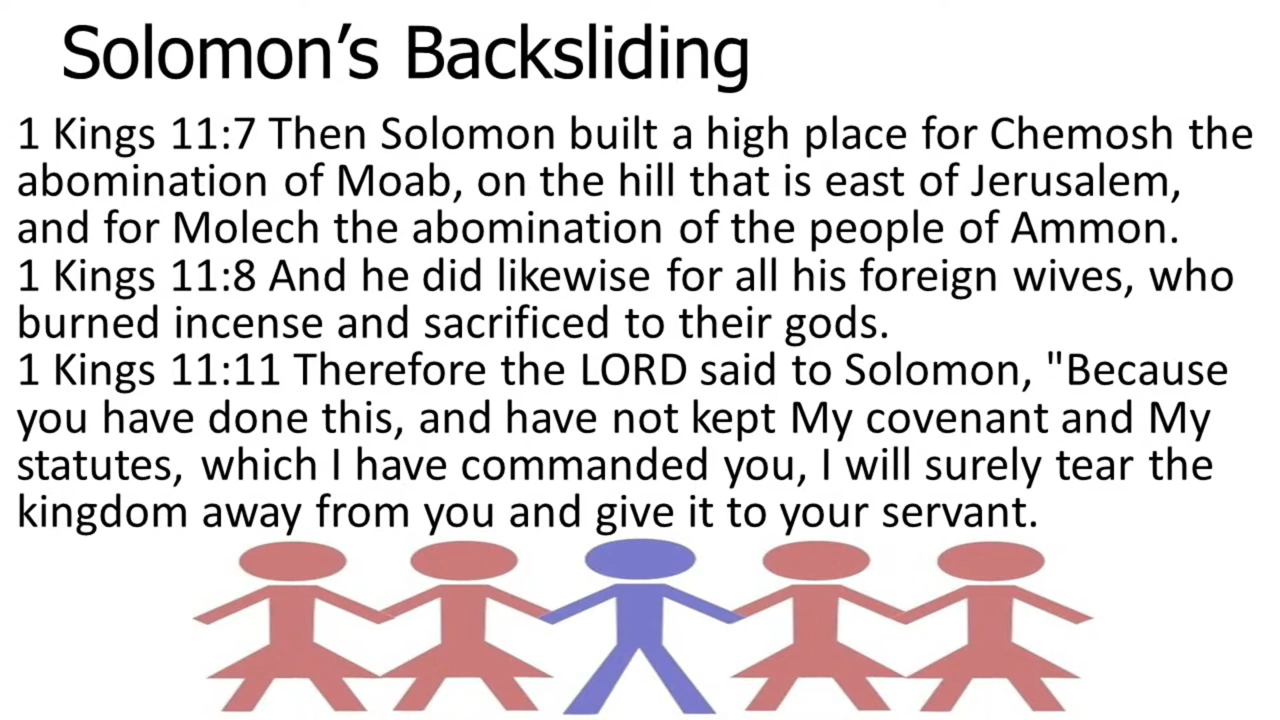 Solomon’s Backsliding
1 Kings 11:7 Then Solomon built a high place for Chemosh the
abomination of Moab, on the hill that is east of Jerusalem,
and for Molech the abomination of the people of Ammon.
1 Kings 11:8 And he did likewise for all his foreign wives, who
burned incense and sacrificed to their gods.
1 Kings 11:11 Therefore the LORD said to Solomon, "Because
you have done this, and have not kept My covenant and My
statutes, which I have commanded you, I will surely tear the
kingdom away from you and give it to your servant.